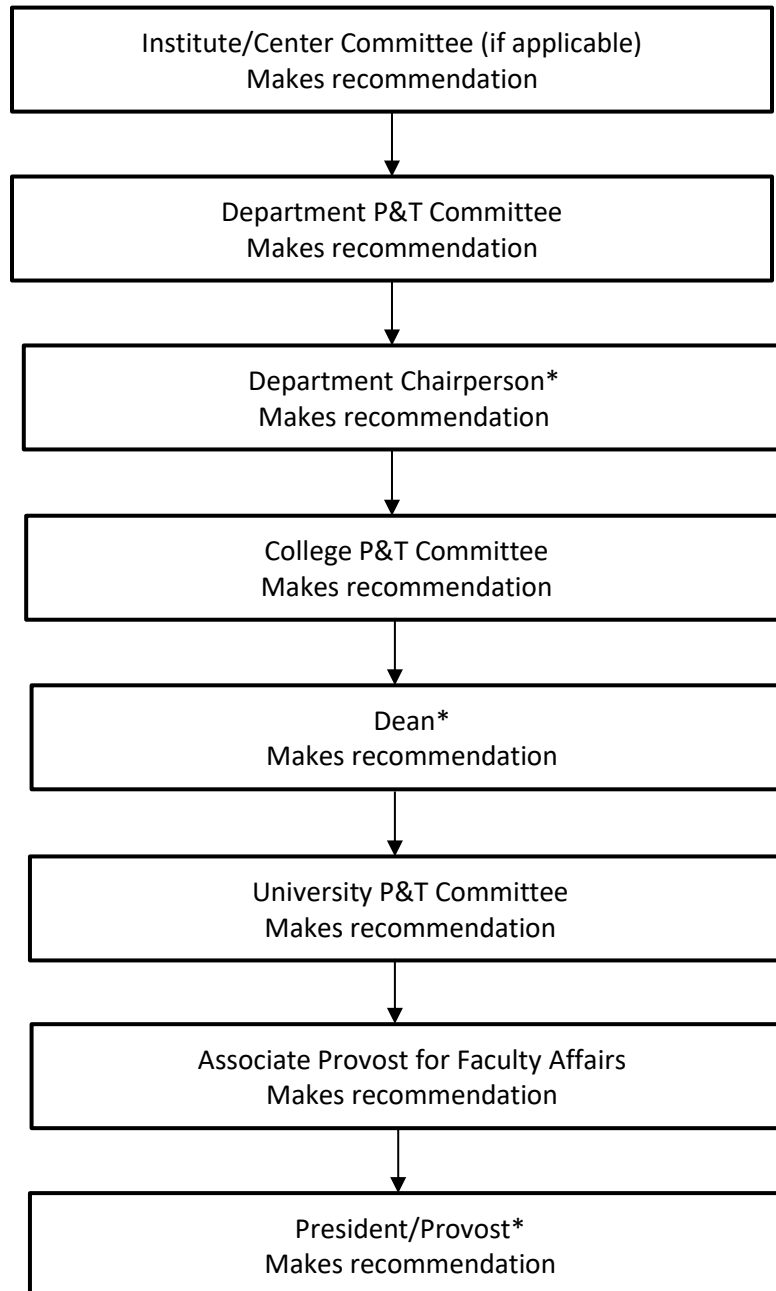 Institute/Center Committee (if applicable)
Makes recommendation
Department P&T Committee
Makes recommendation
Department Chairperson*
Makes recommendation
College P&T Committee
Makes recommendation
Dean*
Makes recommendation
University P&T Committee
Makes recommendation
Associate Provost for Faculty Affairs
Makes recommendation
President/Provost*
Makes recommendation